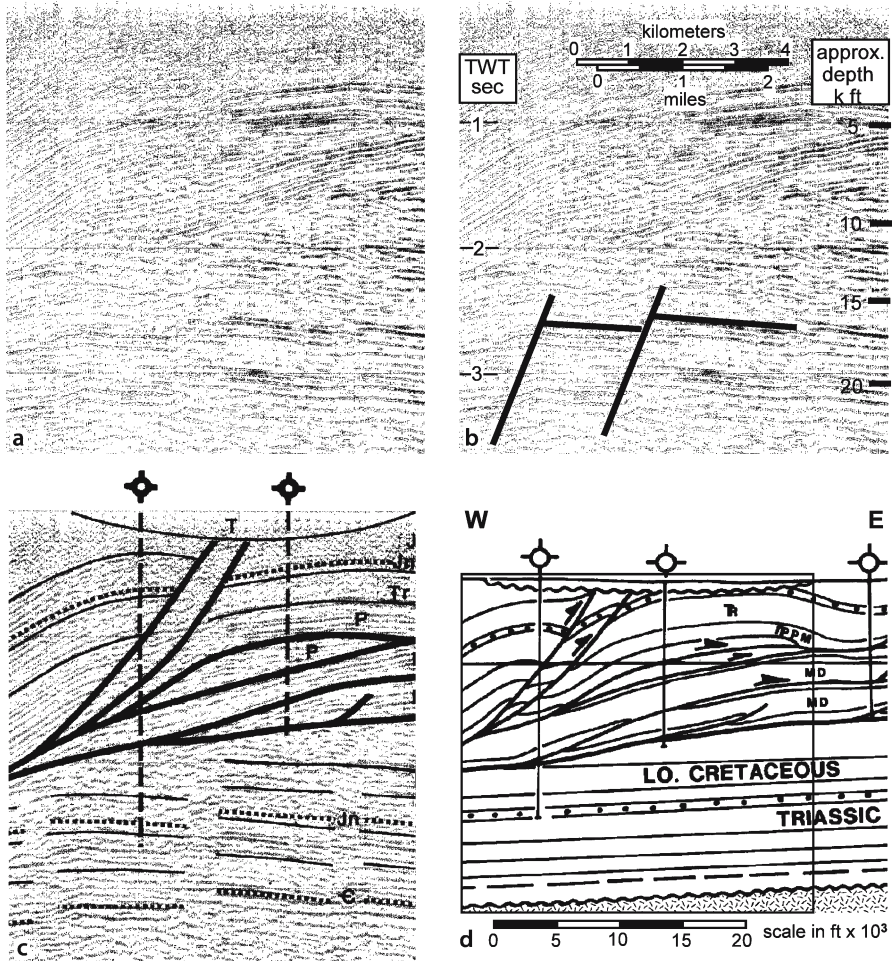 kilometers
0 1 2 3 4
0 1 2
miles
TWT
sec
approx.
depth
k ft
1
5
10
2
15
3
20
a
b
W
E
T
J
Jn
Tr
P
P
Jn
Є
c
TR
IPPM
MD
MD
LO. CRETACEOUS
TRIASSIC
d
0 5 10 15 20
scale in ft x 10³